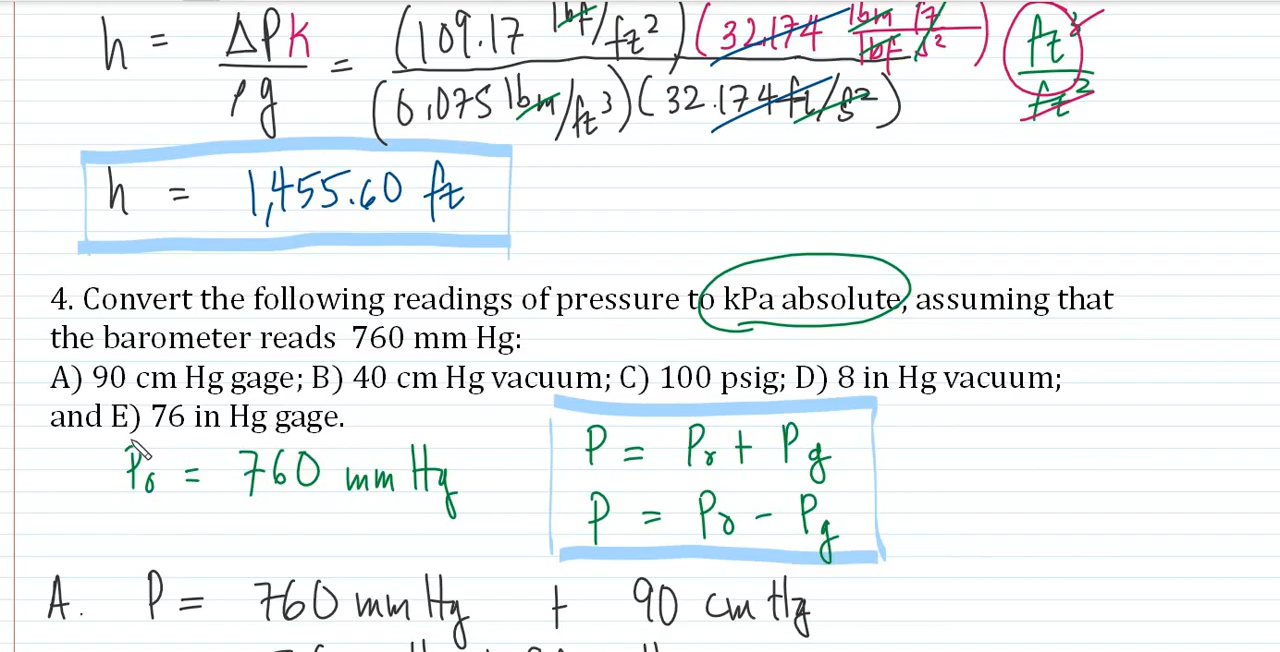 h = ΔPk / ρg = (109.17 lbf/ft²)(32.174 lbm ft / lbf s²) / (0.075 lbm/ft³)(32.174 ft/s²) ft³ / ft²
h = 1,455.60 ft
4. Convert the following readings of pressure to kPa absolute, assuming that
the barometer reads 760 mm Hg:
A) 90 cm Hg gage; B) 40 cm Hg vacuum; C) 100 psig; D) 8 in Hg vacuum;
and E) 76 in Hg gage.
P₀ = 760 mm Hg
P = P₀ + Pg
P = P₀ - Pg
A. P = 760 mm Hg + 90 cm Hg